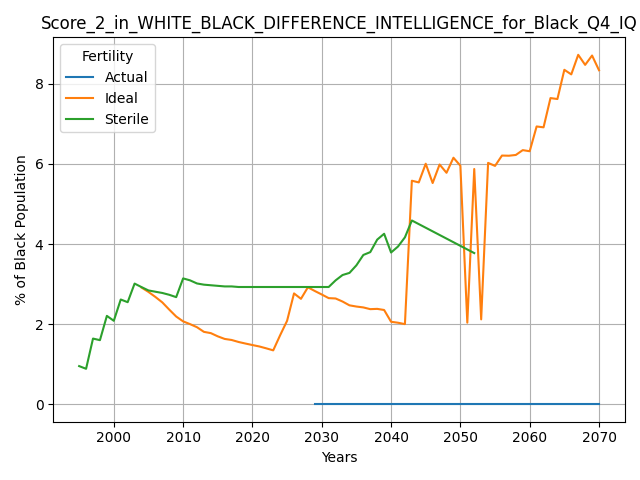 Score_2_in_WHITE_BLACK_DIFFERENCE_INTELLIGENCE_for_Black_Q4_IQ
Fertility
Actual
Ideal
Sterile
% of Black Population
8
6
4
2
0
2000 2010 2020 2030 2040 2050 2060 2070
Years